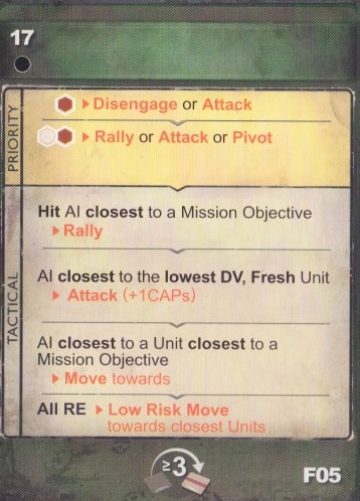 17
PRIORITY
▸ Disengage or Attack
▸ Rally or Attack or Pivot
TACTICAL
Hit AI closest to a Mission Objective
▸ Rally
AI closest to the lowest DV, Fresh Unit
▸ Attack (+1CAPs)
AI closest to a Unit closest to a
Mission Objective
▸ Move towards
All RE ▸ Low Risk Move
towards closest Units
≥3
F05